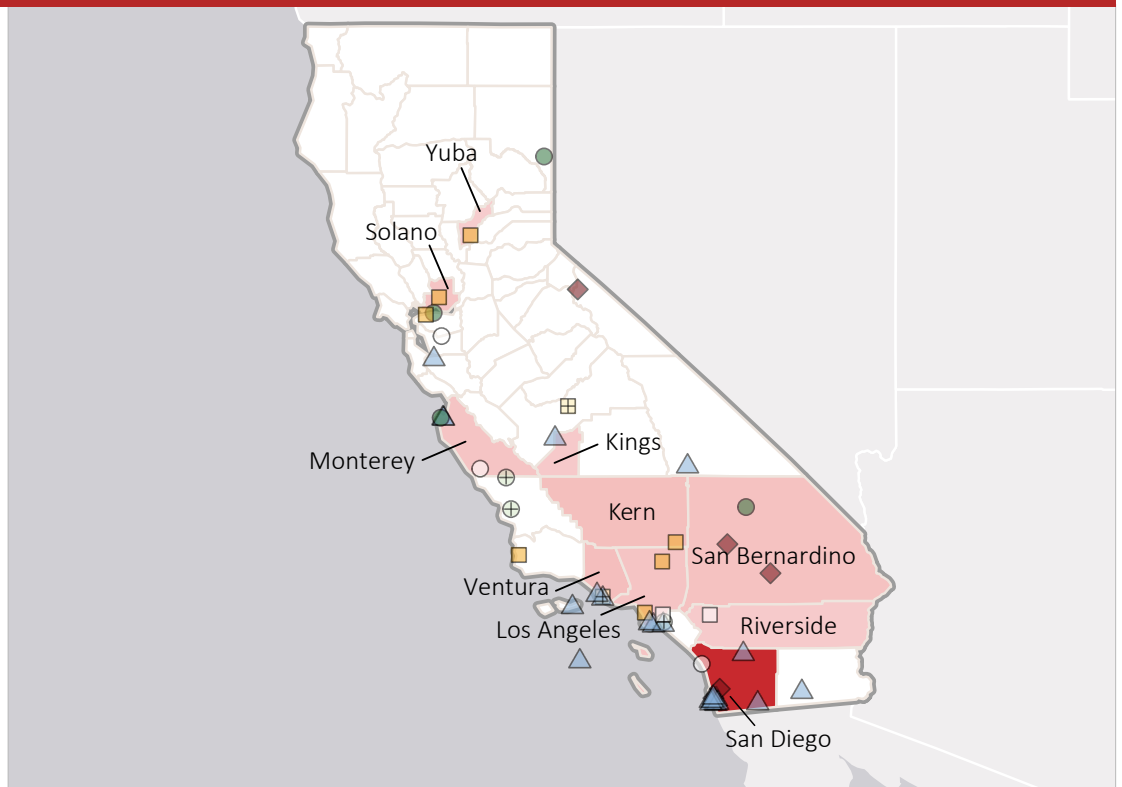 Yuba
Solano
Monterey
Kings
Kern
San Bernardino
Ventura
Los Angeles
Riverside
San Diego